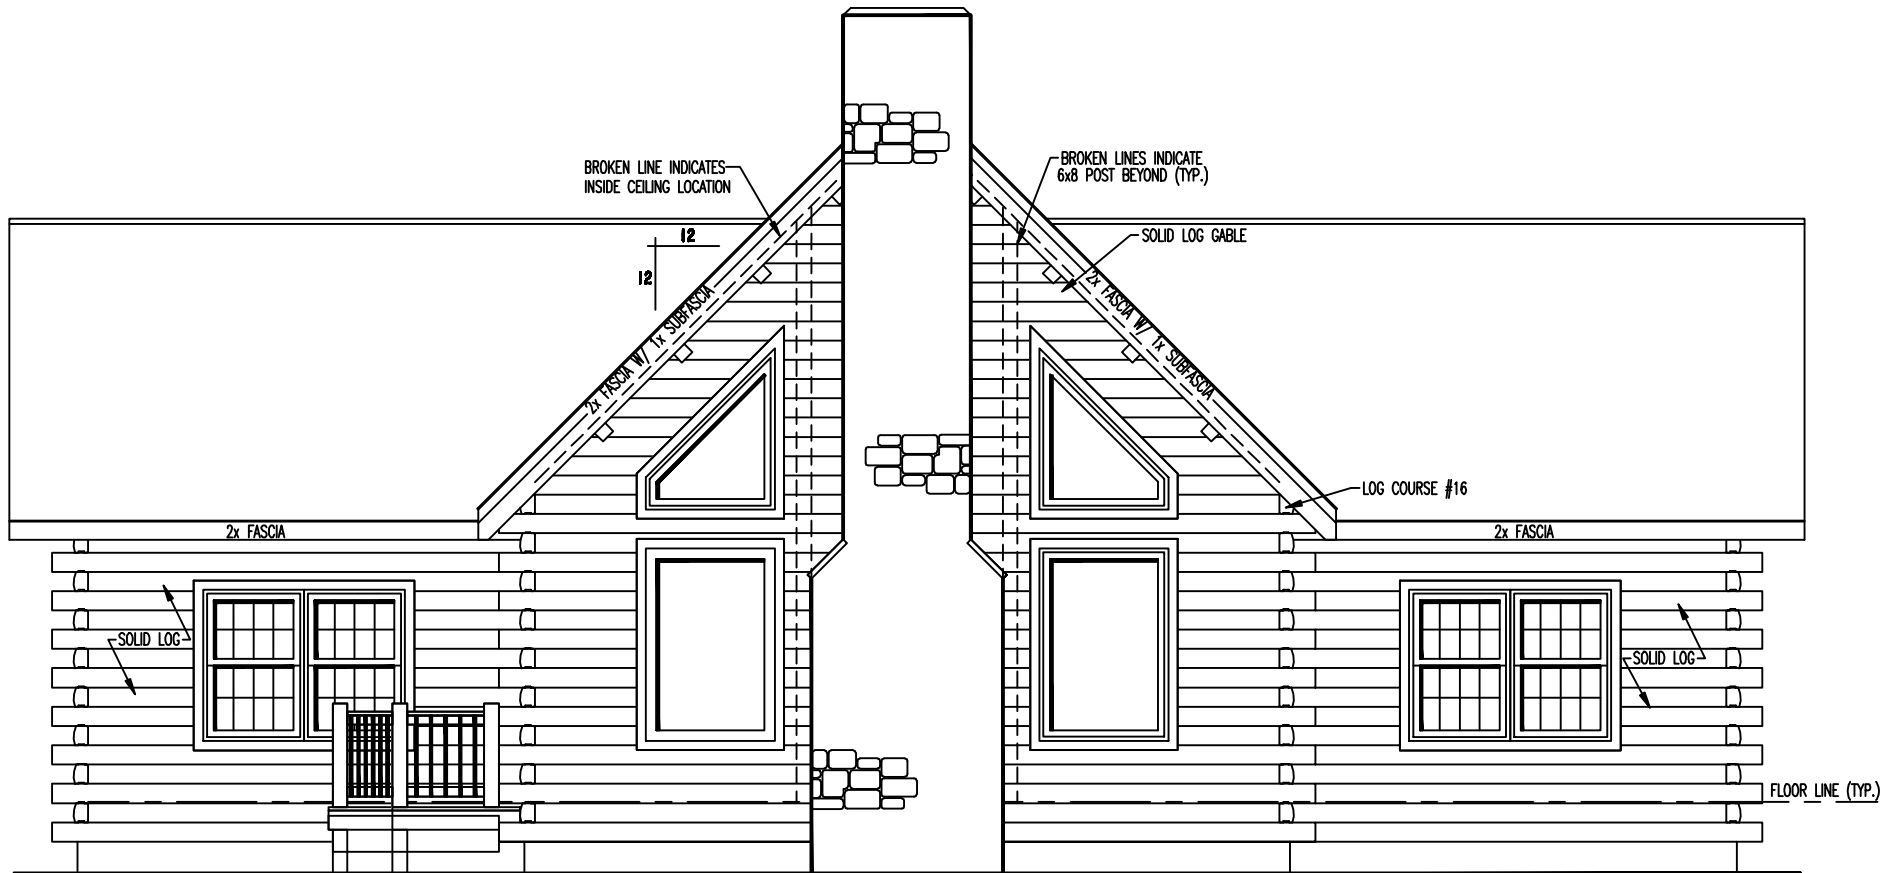 BROKEN LINE INDICATES
INSIDE CEILING LOCATION
BROKEN LINES INDICATE
6x8 POST BEYOND (TYP.)
12
12
SOLID LOG GABLE
2x FASCIA W/ 1x SUBFASCIA
2x FASCIA W/ 1x SUBFASCIA
LOG COURSE #16
2x FASCIA
2x FASCIA
SOLID LOG
SOLID LOG
FLOOR LINE (TYP.)